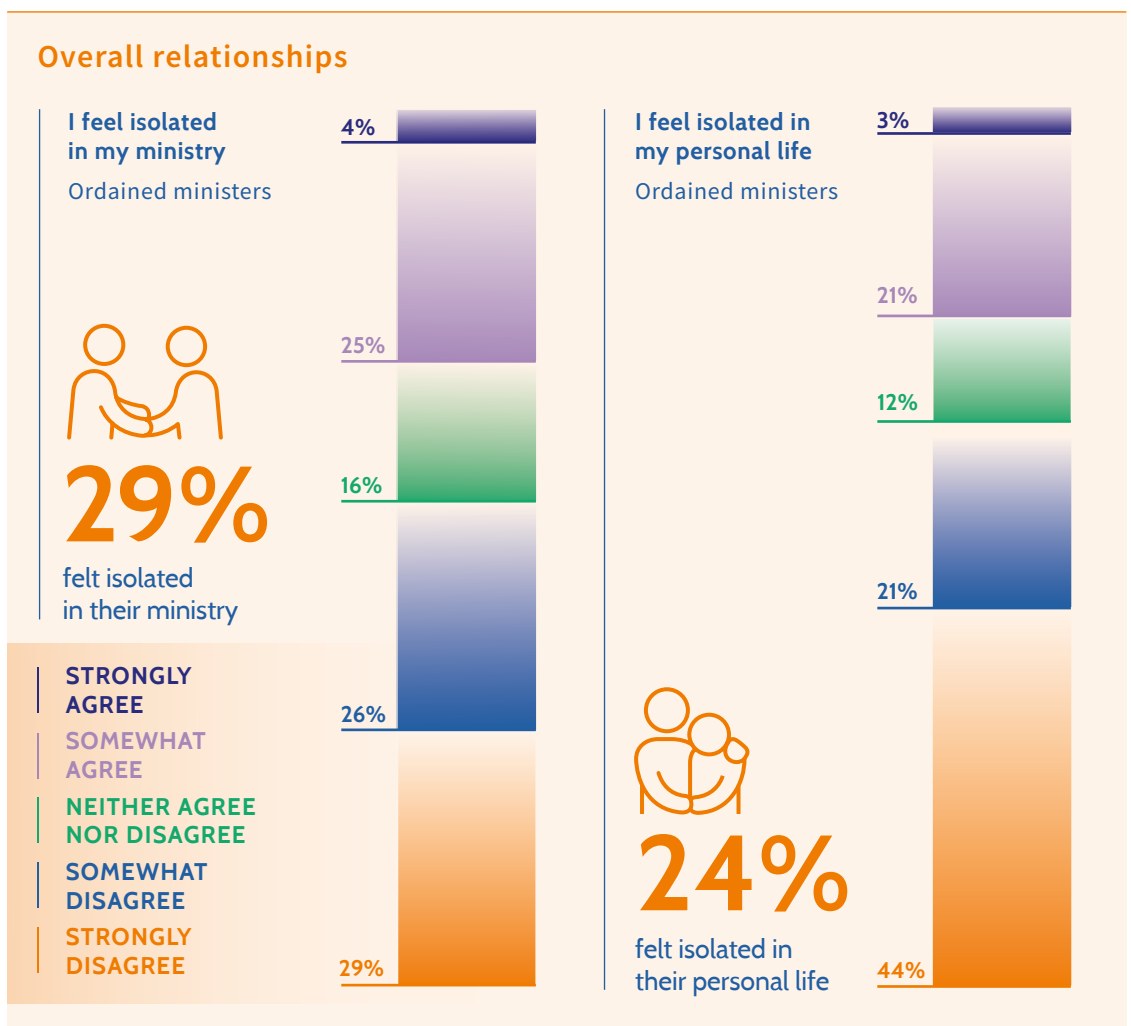 Overall relationships
I feel isolated
in my ministry
Ordained ministers
4%
25%
16%
26%
29%
29%
felt isolated
in their ministry
STRONGLY
AGREE
SOMEWHAT
AGREE
NEITHER AGREE
NOR DISAGREE
SOMEWHAT
DISAGREE
STRONGLY
DISAGREE
I feel isolated in
my personal life
Ordained ministers
3%
21%
12%
21%
44%
24%
felt isolated in
their personal life